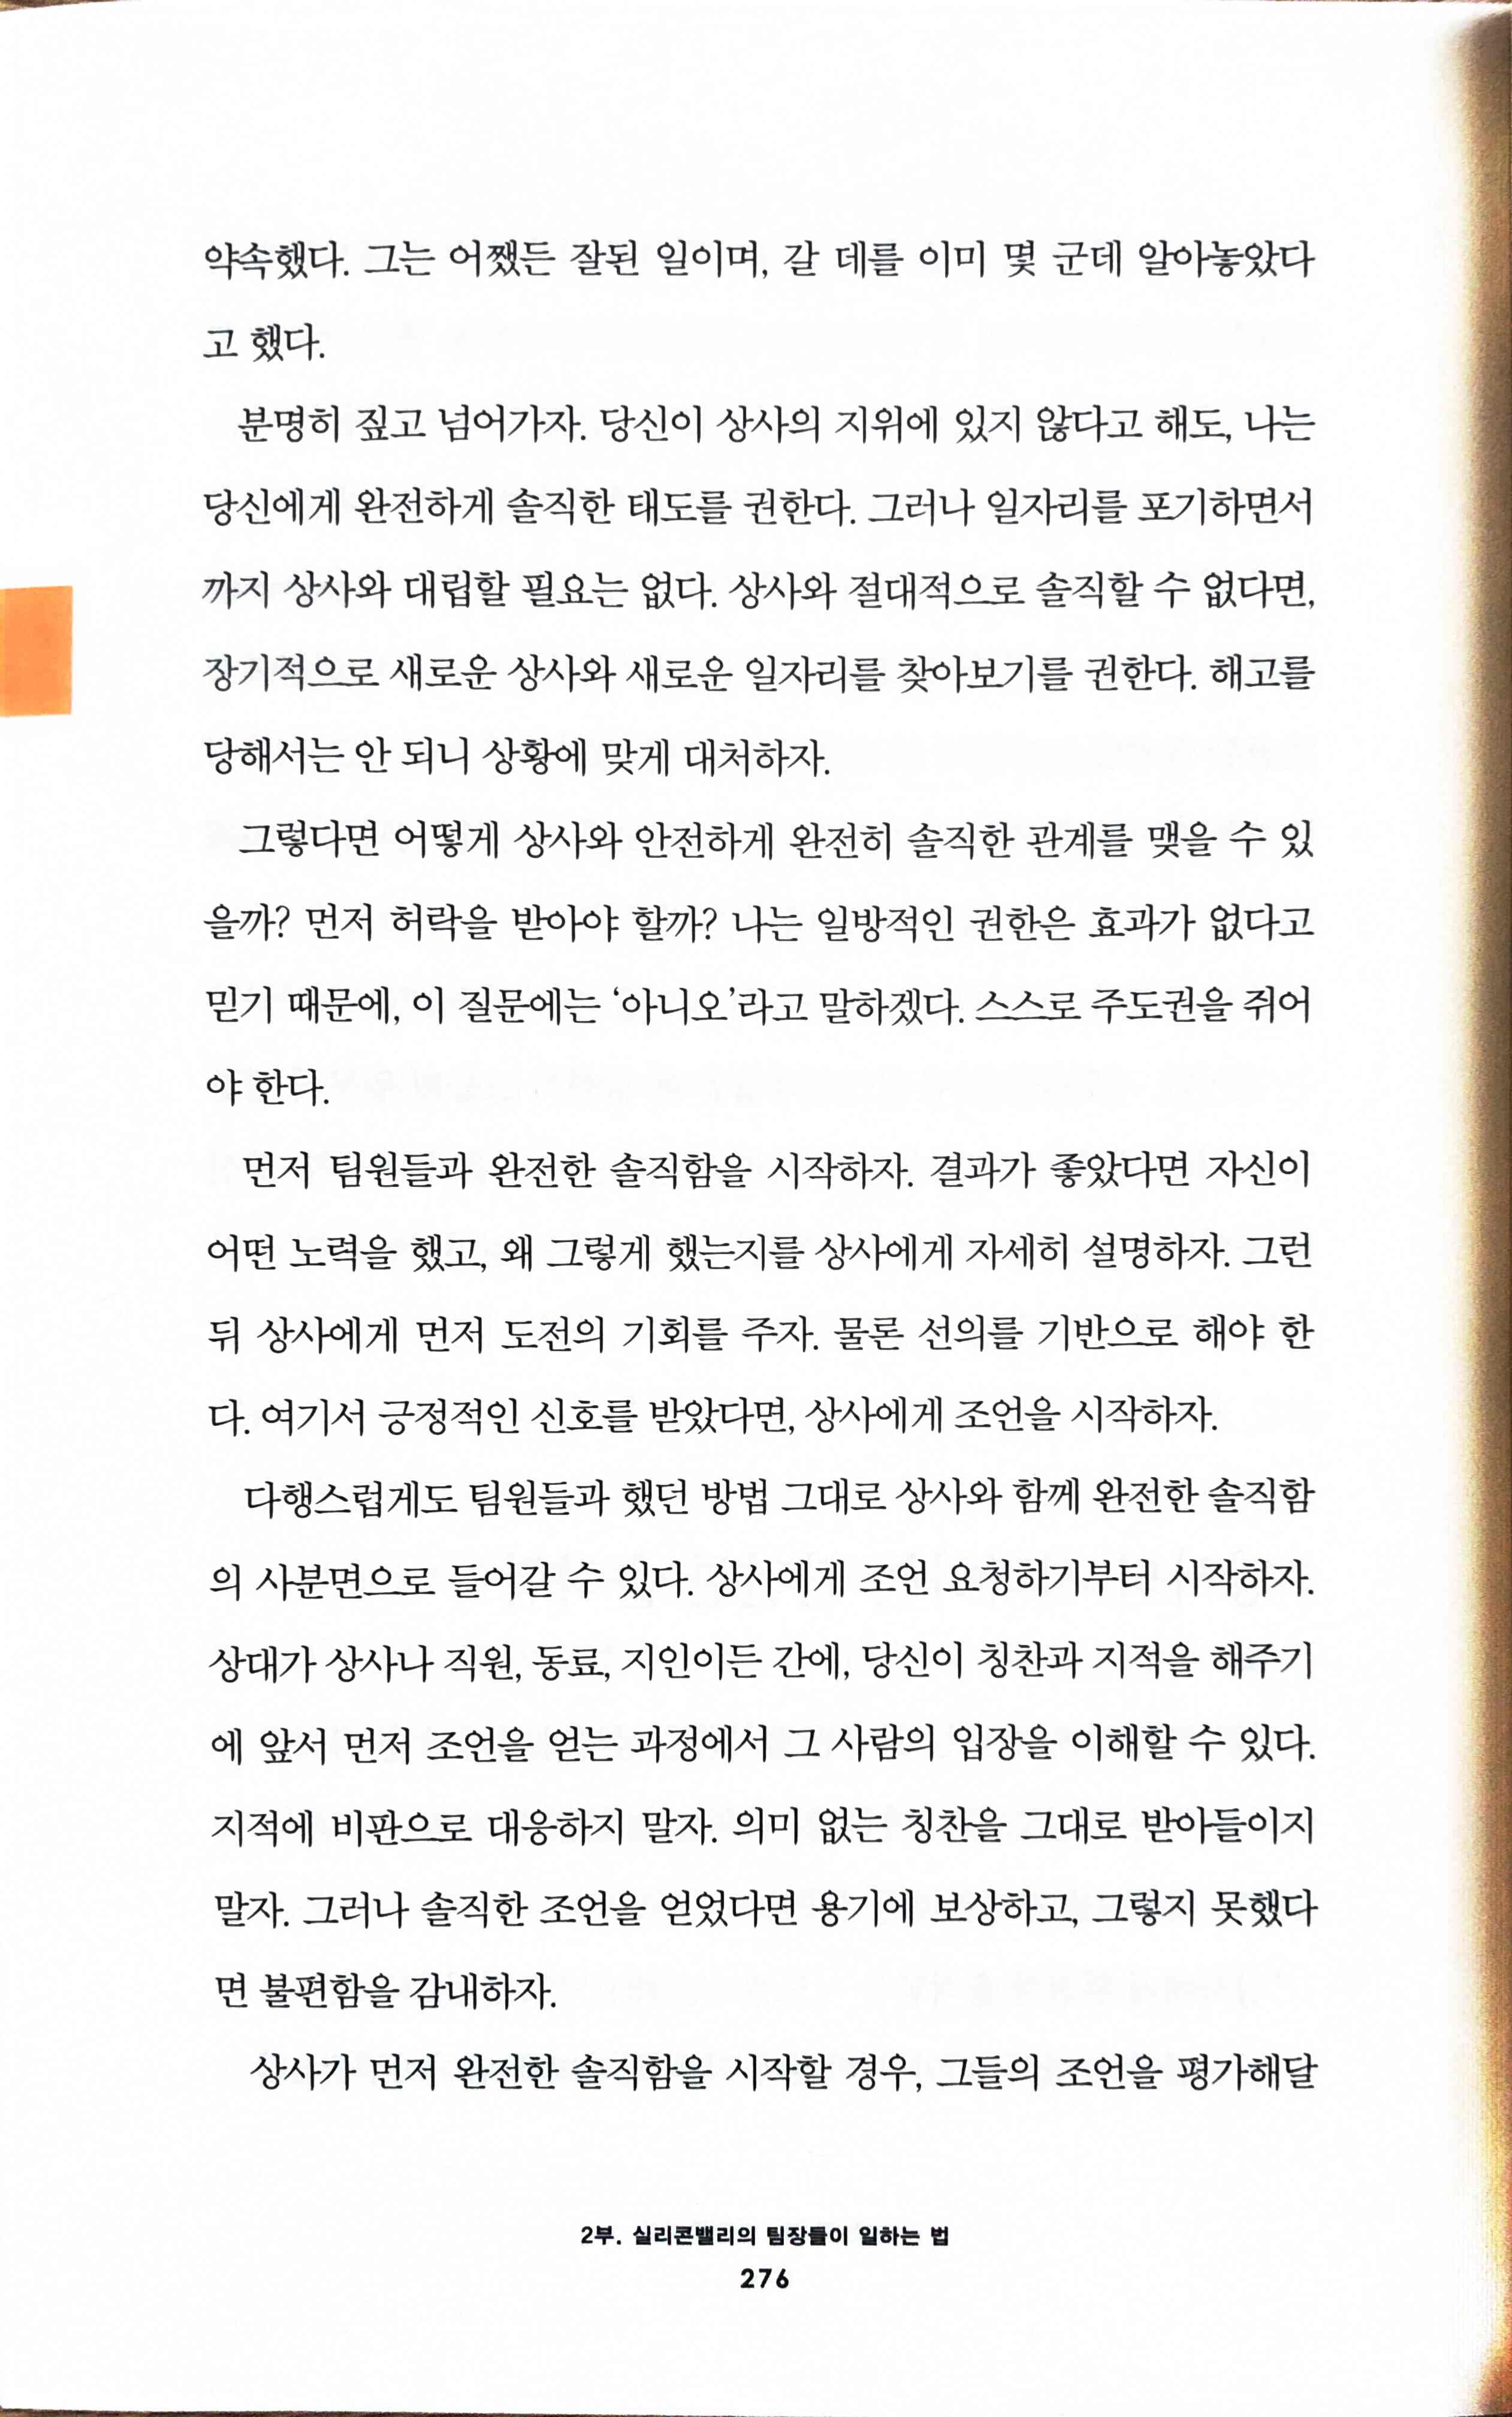 약속했다. 그는 어쨌든 잘된 일이며, 갈 데를 이미 몇 군데 알아놓았다
고 했다.
분명히 짚고 넘어가자. 당신이 상사의 지위에 있지 않다고 해도, 나는
당신에게 완전하게 솔직한 태도를 권한다. 그러나 일자리를 포기하면서
까지 상사와 대립할 필요는 없다. 상사와 절대적으로 솔직할 수 없다면,
장기적으로 새로운 상사와 새로운 일자리를 찾아보기를 권한다. 해고를
당해서는 안 되니 상황에 맞게 대처하자.
그렇다면 어떻게 상사와 안전하게 완전히 솔직한 관계를 맺을 수 있
을까? 먼저 허락을 받아야 할까? 나는 일방적인 권한은 효과가 없다고
믿기 때문에, 이 질문에는 ‘아니오’라고 말하겠다. 스스로 주도권을 쥐어
야 한다.
먼저 팀원들과 완전한 솔직함을 시작하자. 결과가 좋았다면 자신이
어떤 노력을 했고, 왜 그렇게 했는지를 상사에게 자세히 설명하자. 그런
뒤 상사에게 먼저 도전의 기회를 주자. 물론 선의를 기반으로 해야 한
다. 여기서 긍정적인 신호를 받았다면, 상사에게 조언을 시작하자.
다행스럽게도 팀원들과 했던 방법 그대로 상사와 함께 완전한 솔직함
의 사분면으로 들어갈 수 있다. 상사에게 조언 요청하기부터 시작하자.
상대가 상사나 직원, 동료, 지인이든 간에, 당신이 칭찬과 지적을 해주기
에 앞서 먼저 조언을 얻는 과정에서 그 사람의 입장을 이해할 수 있다.
지적에 비판으로 대응하지 말자. 의미 없는 칭찬을 그대로 받아들이지
말자. 그러나 솔직한 조언을 얻었다면 용기에 보상하고, 그렇지 못했다
면 불편함을 감내하자.
상사가 먼저 완전한 솔직함을 시작할 경우, 그들의 조언을 평가해달
2부. 실리콘밸리의 팀장들이 일하는 법
276